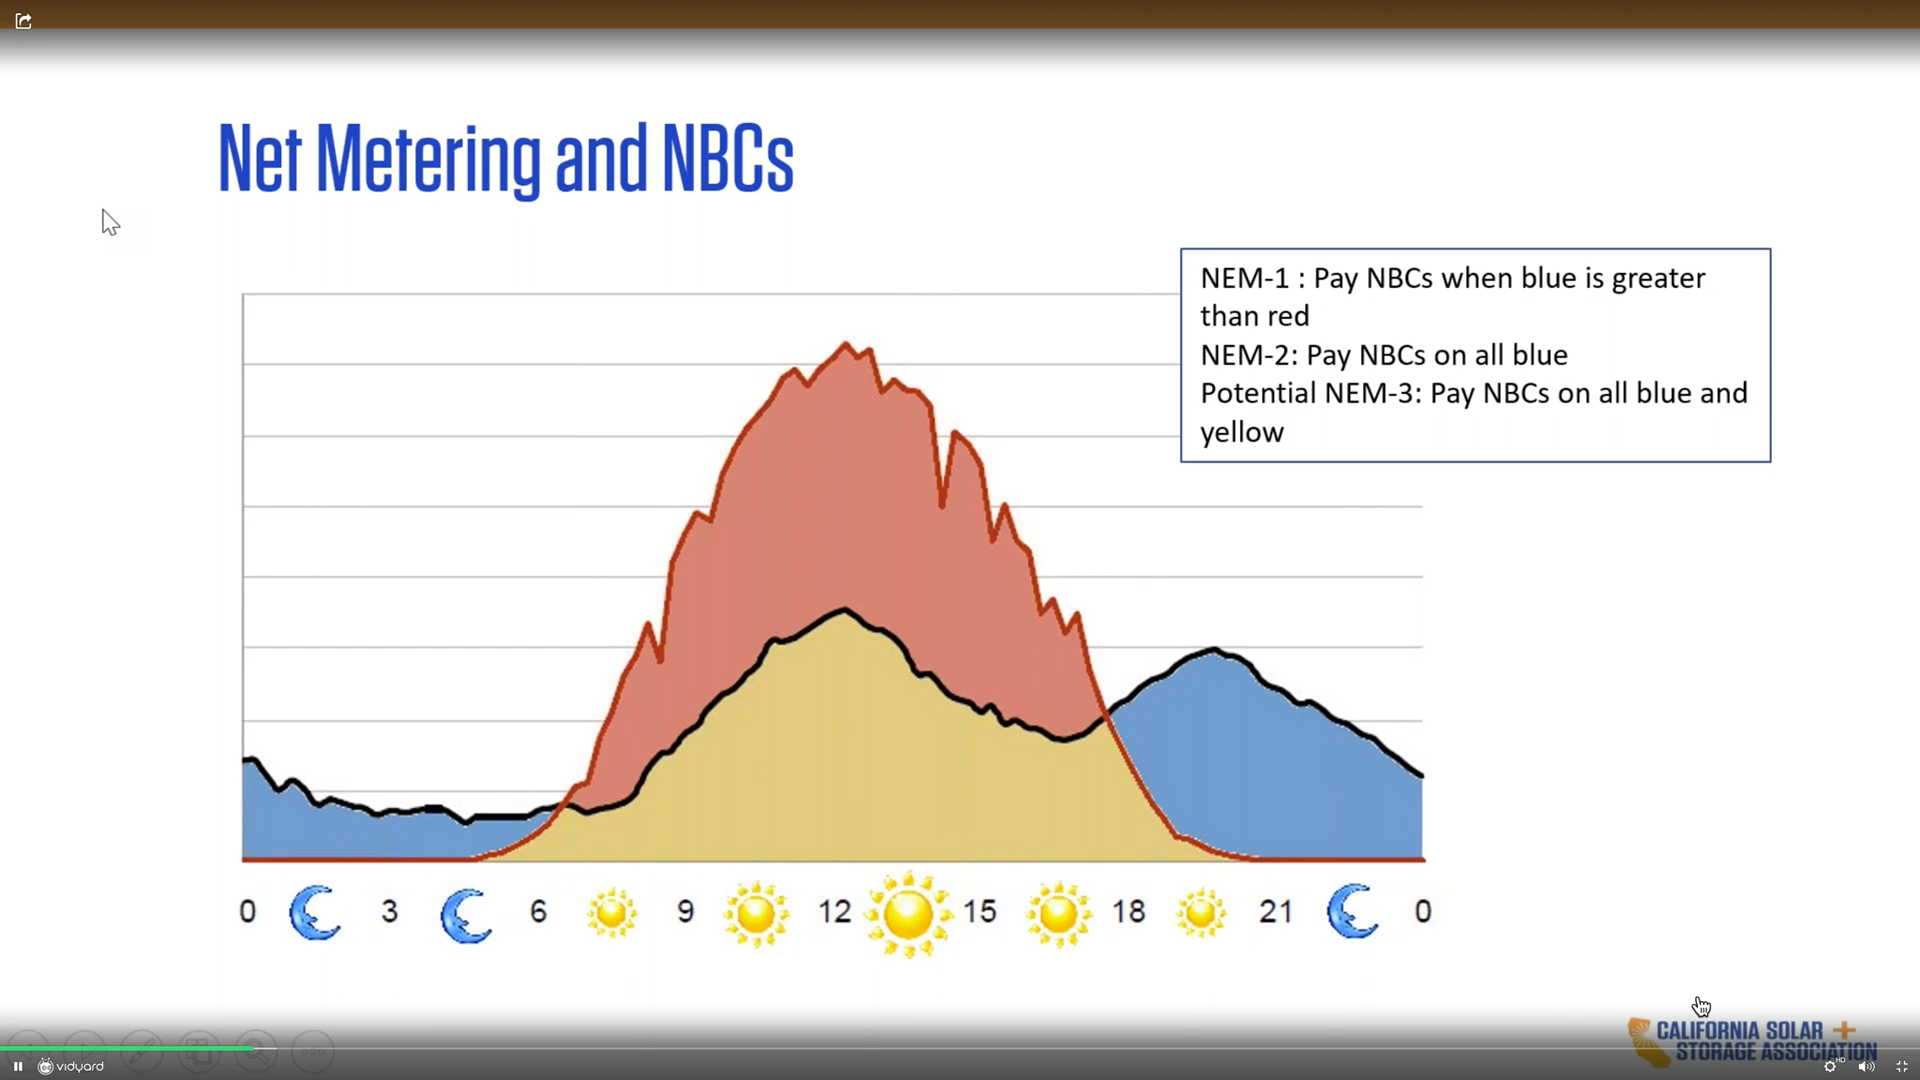 Net Metering and NBCs
NEM-1 : Pay NBCs when blue is greater
than red
NEM-2: Pay NBCs on all blue
Potential NEM-3: Pay NBCs on all blue and
yellow
0 3 6 9 12 15 18 21 0
CALIFORNIA SOLAR +
STORAGE ASSOCIATION
vidyard
HD